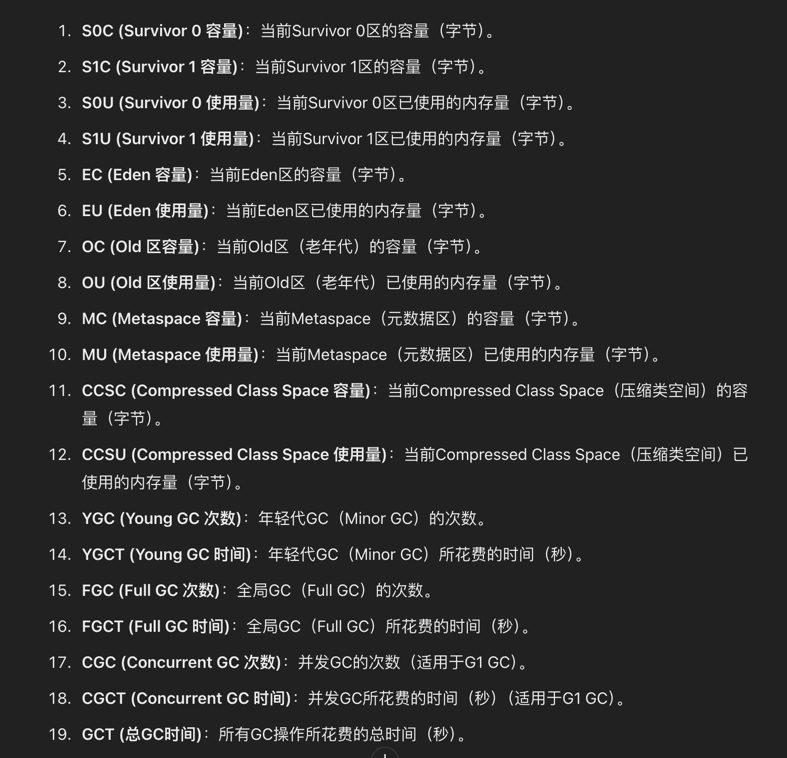 1. S0C (Survivor 0 容量)：当前Survivor 0区的容量（字节）。
2. S1C (Survivor 1 容量)：当前Survivor 1区的容量（字节）。
3. S0U (Survivor 0 使用量)：当前Survivor 0区已使用的内存量（字节）。
4. S1U (Survivor 1 使用量)：当前Survivor 1区已使用的内存量（字节）。
5. EC (Eden 容量)：当前Eden区的容量（字节）。
6. EU (Eden 使用量)：当前Eden区已使用的内存量（字节）。
7. OC (Old 区容量)：当前Old区（老年代）的容量（字节）。
8. OU (Old 区使用量)：当前Old区（老年代）已使用的内存量（字节）。
9. MC (Metaspace 容量)：当前Metaspace（元数据区）的容量（字节）。
10. MU (Metaspace 使用量)：当前Metaspace（元数据区）已使用的内存量（字节）。
11. CCSC (Compressed Class Space 容量)：当前Compressed Class Space（压缩类空间）的容
量（字节）。
12. CCSU (Compressed Class Space 使用量)：当前Compressed Class Space（压缩类空间）已
使用的内存量（字节）。
13. YGC (Young GC 次数)：年轻代GC（Minor GC）的次数。
14. YGCT (Young GC 时间)：年轻代GC（Minor GC）所花费的时间（秒）。
15. FGC (Full GC 次数)：全局GC（Full GC）的次数。
16. FGCT (Full GC 时间)：全局GC（Full GC）所花费的时间（秒）。
17. CGC (Concurrent GC 次数)：并发GC的次数（适用于G1 GC）。
18. CGCT (Concurrent GC 时间)：并发GC所花费的时间（秒）（适用于G1 GC）。
19. GCT (总GC时间)：所有GC操作所花费的总时间（秒）。